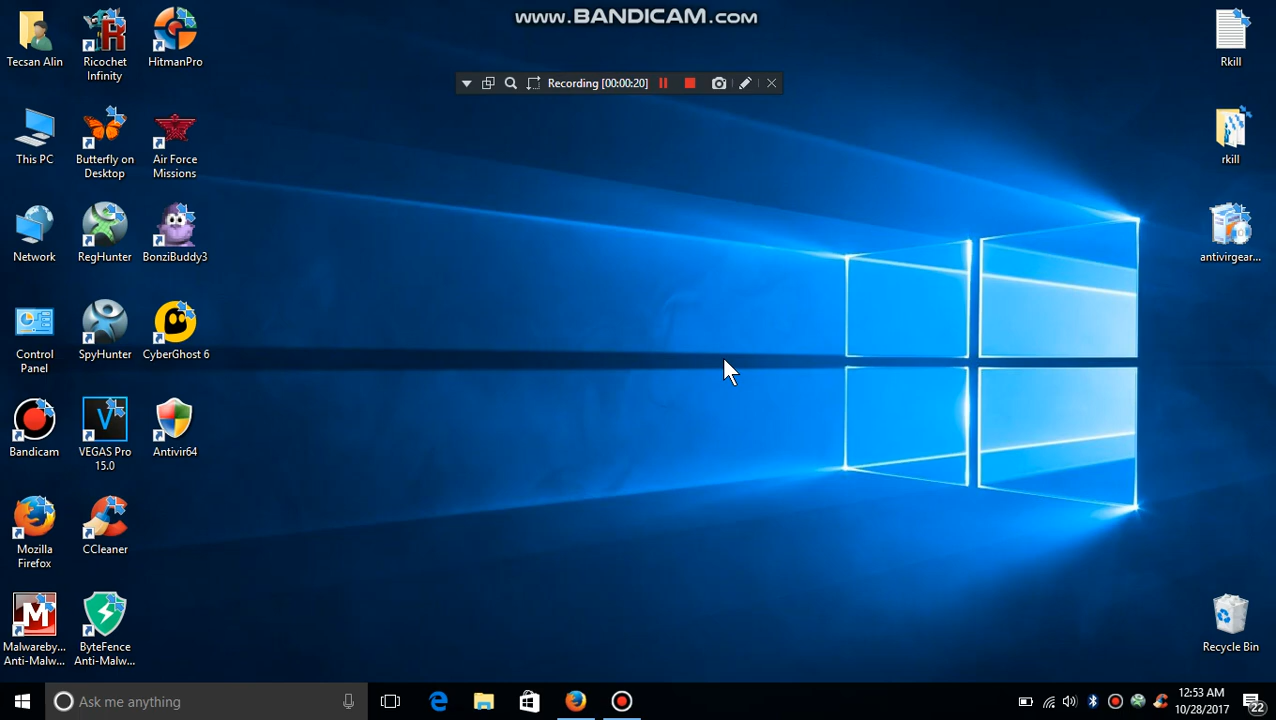 www.BANDICAM.com
Recording [00:00:20]
Tecsan Alin
Ricochet
Infinity
HitmanPro
Rkill
This PC
Butterfly on
Desktop
Air Force
Missions
rkill
Network
RegHunter
BonziBuddy3
antivirgear...
Control
Panel
SpyHunter
CyberGhost 6
Bandicam
VEGAS Pro
15.0
Antivir64
Mozilla
Firefox
CCleaner
Malwareby...
Anti-Malw...
ByteFence
Anti-Malw...
Recycle Bin
Ask me anything
12:53 AM
10/28/2017
22